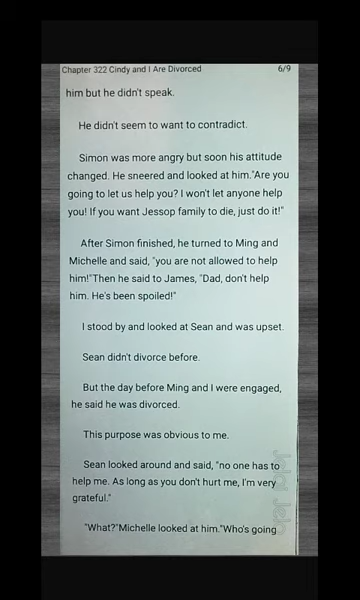 Chapter 322 Cindy and I Are Divorced 6/9
him but he didn't speak.
He didn't seem to want to contradict.
Simon was more angry but soon his attitude
changed. He sneered and looked at him."Are you
going to let us help you? I won't let anyone help
you! If you want Jessop family to die, just do it!"
After Simon finished, he turned to Ming and
Michelle and said, "you are not allowed to help
him!"Then he said to James, "Dad, don't help
him. He's been spoiled!"
I stood by and looked at Sean and was upset.
Sean didn't divorce before.
But the day before Ming and I were engaged,
he said he was divorced.
This purpose was obvious to me.
Sean looked around and said, "no one has to
help me. As long as you don't hurt me, I'm very
grateful."
"What?"Michelle looked at him."Who's going